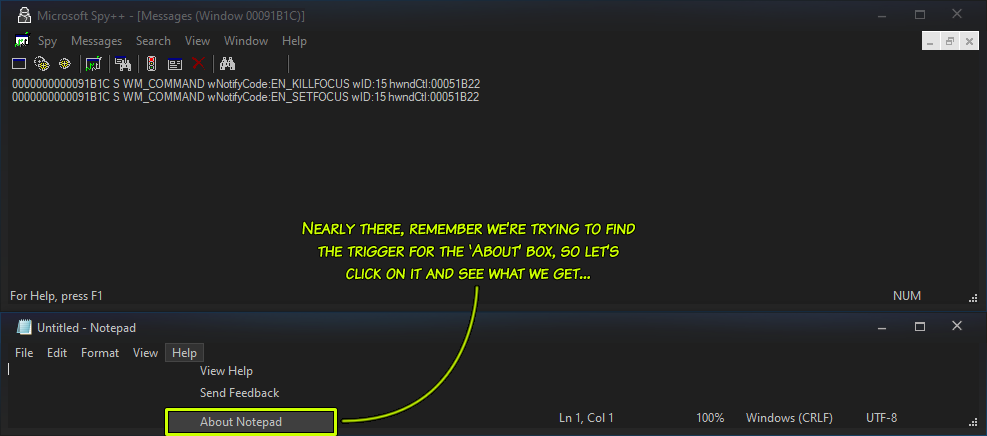 Microsoft Spy++ - [Messages (Window 00091B1C)]
Spy Messages Search View Window Help
0000000000091B1C S WM_COMMAND wNotifyCode:EN_KILLFOCUS wID:15 hwndCtl:00051B22
0000000000091B1C S WM_COMMAND wNotifyCode:EN_SETFOCUS wID:15 hwndCtl:00051B22
Nearly there, remember we're trying to find
the trigger for the 'About' box, so let's
click on it and see what we get...
For Help, press F1 NUM
Untitled - Notepad
File Edit Format View Help
View Help
Send Feedback
About Notepad
Ln 1, Col 1 100% Windows (CRLF) UTF-8